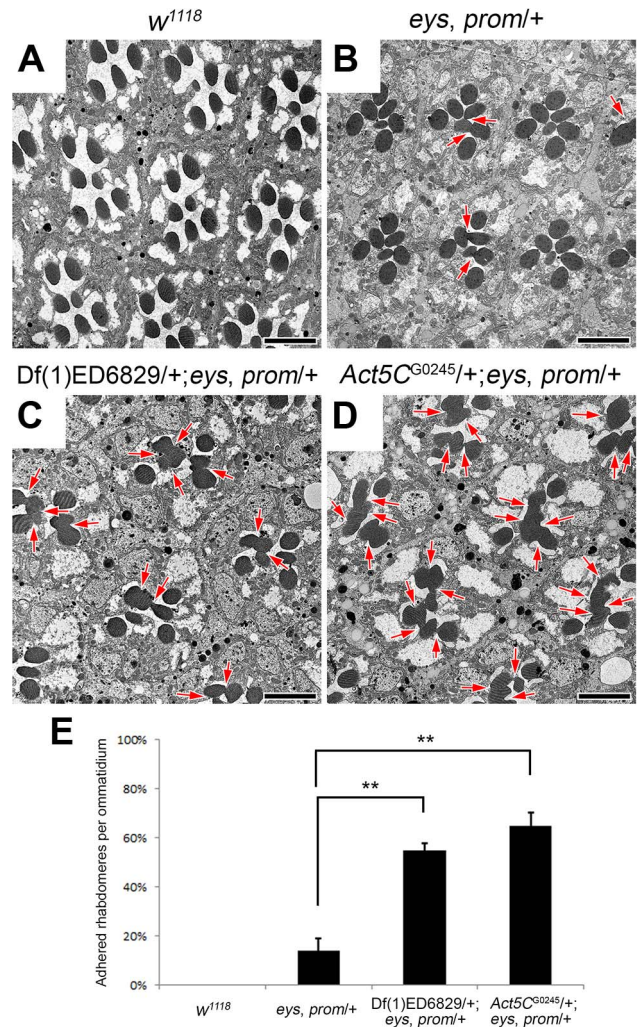 w¹¹¹⁸
eys, prom/+
A
B
Df(1)ED6829/+;eys, prom/+
Act5Cᴳ⁰²⁴⁵/+;eys, prom/+
C
D
E
Adhered rhabdomeres per ommatidium
100%
80%
60%
40%
20%
0%
**
**
w¹¹¹⁸
eys, prom/+
Df(1)ED6829/+;
eys, prom/+
Act5Cᴳ⁰²⁴⁵/+;
eys, prom/+